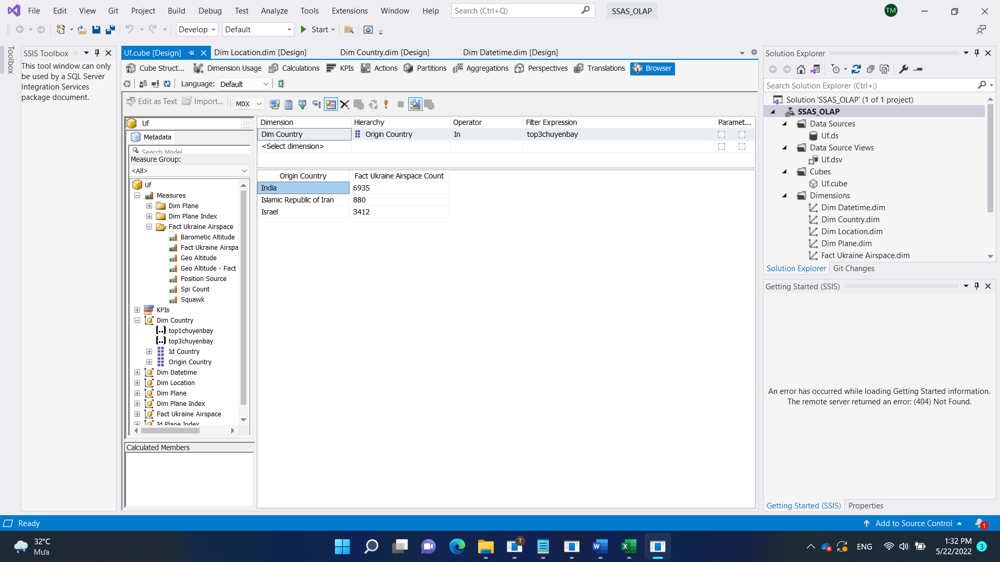 File Edit View Git Project Build Debug Test Analyze Tools Extensions Window Help Search (Ctrl+Q) SSAS_OLAP TM
Develop Default Start
Toolbox
SSIS Toolbox
This tool window can only
be used by a SQL Server
Integration Services
package document.
Uf.cube [Design] Dim Location.dim [Design] Dim Country.dim [Design] Dim Datetime.dim [Design]
Cube Struct... Dimension Usage Calculations KPIs Actions Partitions Aggregations Perspectives Translations Browser
Language: Default
Edit as Text Import... MDX
Uf
Metadata
Search Model
Measure Group:
<All>
Uf
Measures
Dim Plane
Dim Plane Index
Fact Ukraine Airspace
Barometic Altitude
Fact Ukraine Airspa
Geo Altitude
Geo Altitude - Fact
Position Source
Spi Count
Squawk
KPIs
Dim Country
top1chuyenbay
top3chuyenbay
Id Country
Origin Country
Dim Datetime
Dim Location
Dim Plane
Dim Plane Index
Fact Ukraine Airspace
Id Plane Index
Calculated Members
Dimension Hierarchy Operator Filter Expression Paramet...
Dim Country Origin Country In top3chuyenbay
<Select dimension>
Origin Country Fact Ukraine Airspace Count
India 6935
Islamic Republic of Iran 880
Israel 3412
Solution Explorer
Search Solution Explorer (Ctrl+;)
Solution 'SSAS_OLAP' (1 of 1 project)
SSAS_OLAP
Data Sources
Uf.ds
Data Source Views
Uf.dsv
Cubes
Uf.cube
Dimensions
Dim Datetime.dim
Dim Country.dim
Dim Location.dim
Dim Plane.dim
Fact Ukraine Airspace.dim
Solution Explorer Git Changes
Getting Started (SSIS)
An error has occurred while loading Getting Started information.
The remote server returned an error: (404) Not Found.
Getting Started (SSIS) Properties
Ready Add to Source Control 1
32°C
Mưa
T
ENG
1:32 PM
5/22/2022
3